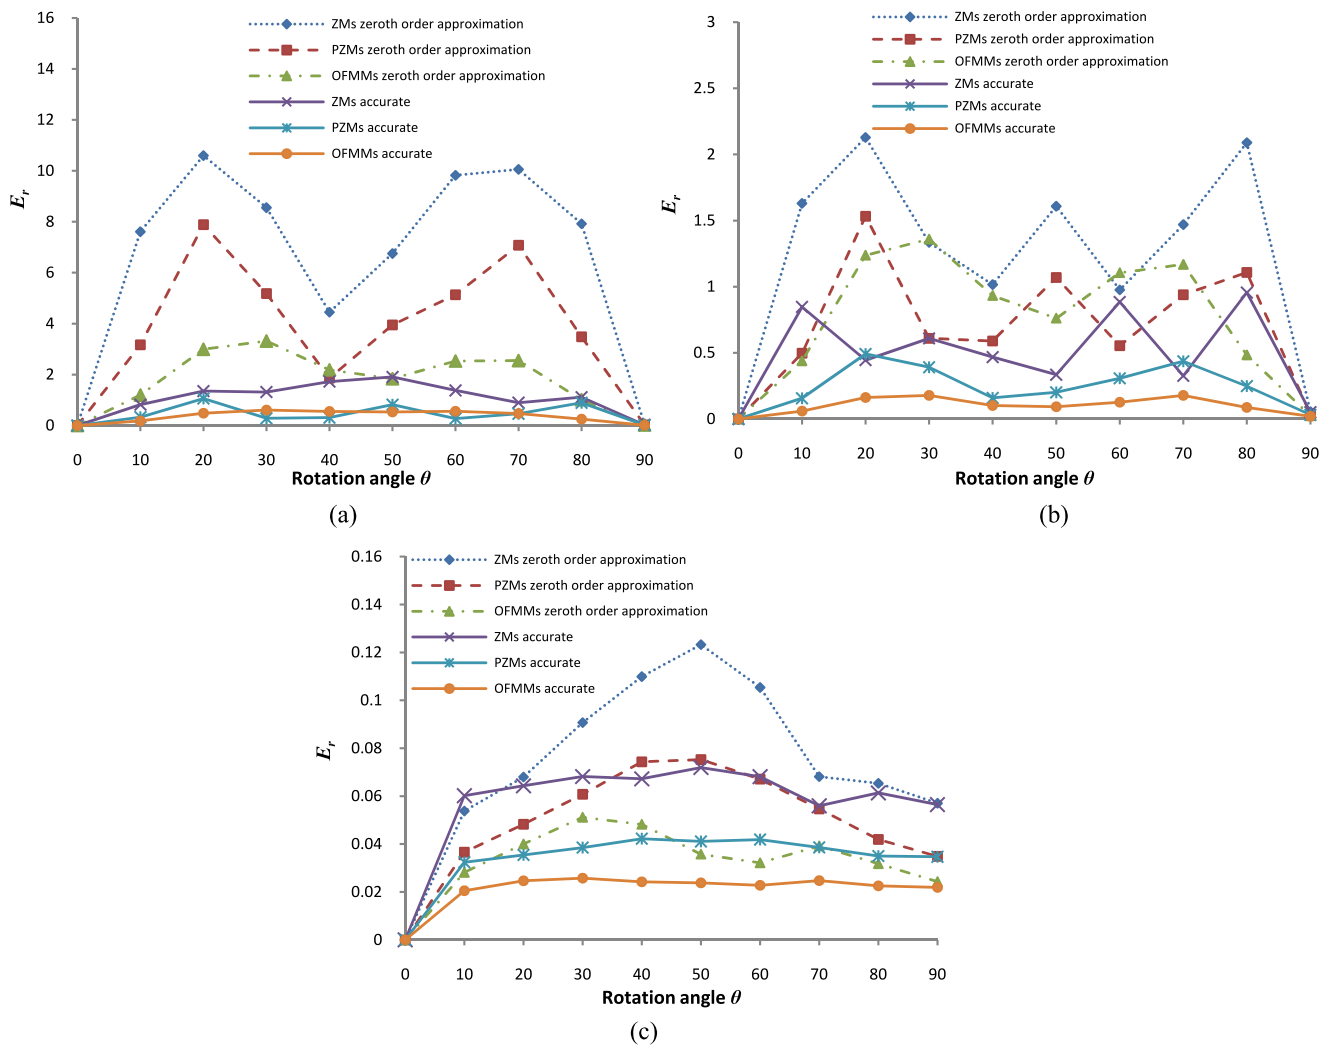 16
14
12
10
8
6
4
2
0
E_r
ZMs zeroth order approximation
PZMs zeroth order approximation
OFMMs zeroth order approximation
ZMs accurate
PZMs accurate
OFMMs accurate
0 10 20 30 40 50 60 70 80 90
Rotation angle θ
(a)
3
2.5
2
1.5
1
0.5
0
E_r
ZMs zeroth order approximation
PZMs zeroth order approximation
OFMMs zeroth order approximation
ZMs accurate
PZMs accurate
OFMMs accurate
0 10 20 30 40 50 60 70 80 90
Rotation angle θ
(b)
0.16
0.14
0.12
0.1
0.08
0.06
0.04
0.02
0
E_r
ZMs zeroth order approximation
PZMs zeroth order approximation
OFMMs zeroth order approximation
ZMs accurate
PZMs accurate
OFMMs accurate
0 10 20 30 40 50 60 70 80 90
Rotation angle θ
(c)